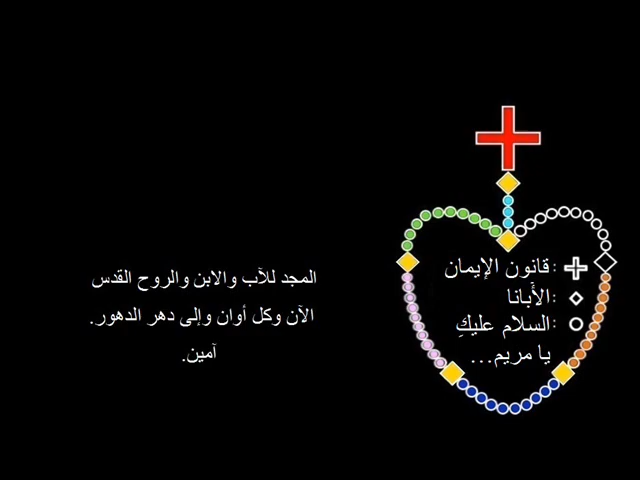 : قانون الإيمان
: الأبانا
: السلام عليكِ
يا مريم...
المجد للآب والابن والروح القدس
الآن وكل أوان وإلى دهر الدهور.
آمين.